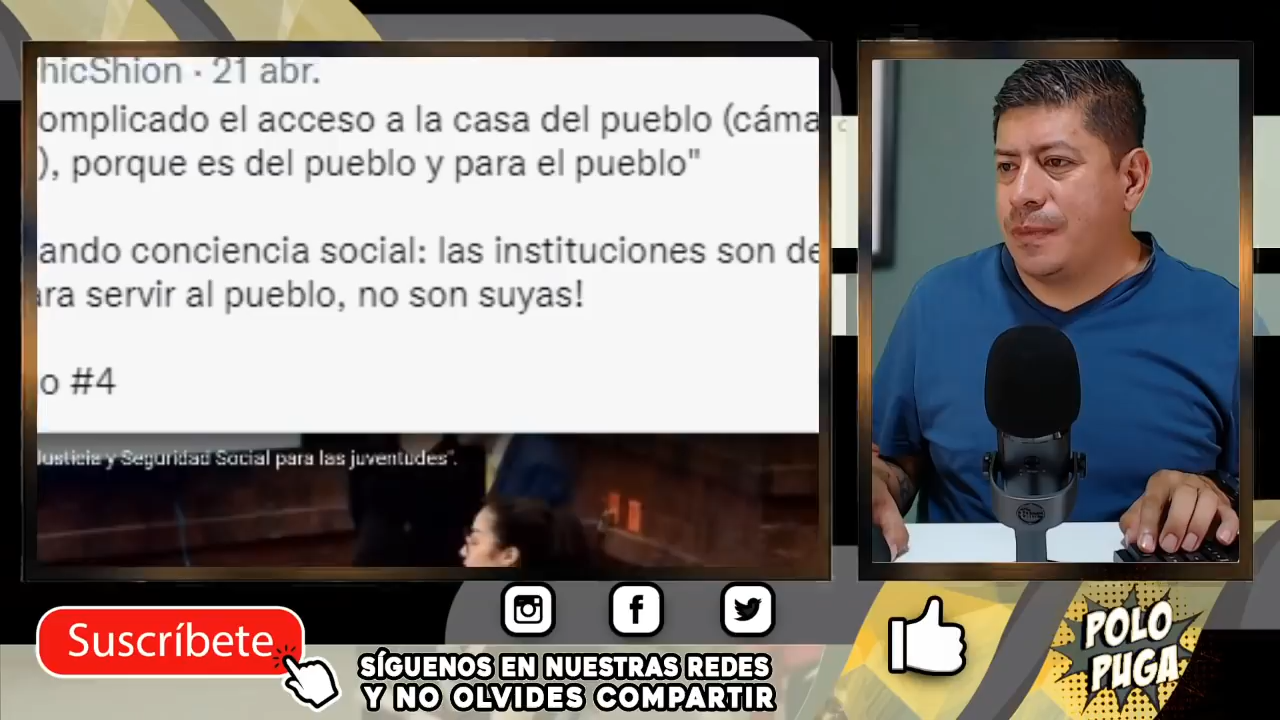 hicShion · 21 abr.
omplicado el acceso a la casa del pueblo (cáma
), porque es del pueblo y para el pueblo"
ando conciencia social: las instituciones son de
ara servir al pueblo, no son suyas!
o #4
Justicia y Seguridad Social para las juventudes".
Suscríbete
SÍGUENOS EN NUESTRAS REDES
Y NO OLVIDES COMPARTIR
POLO
PUGA